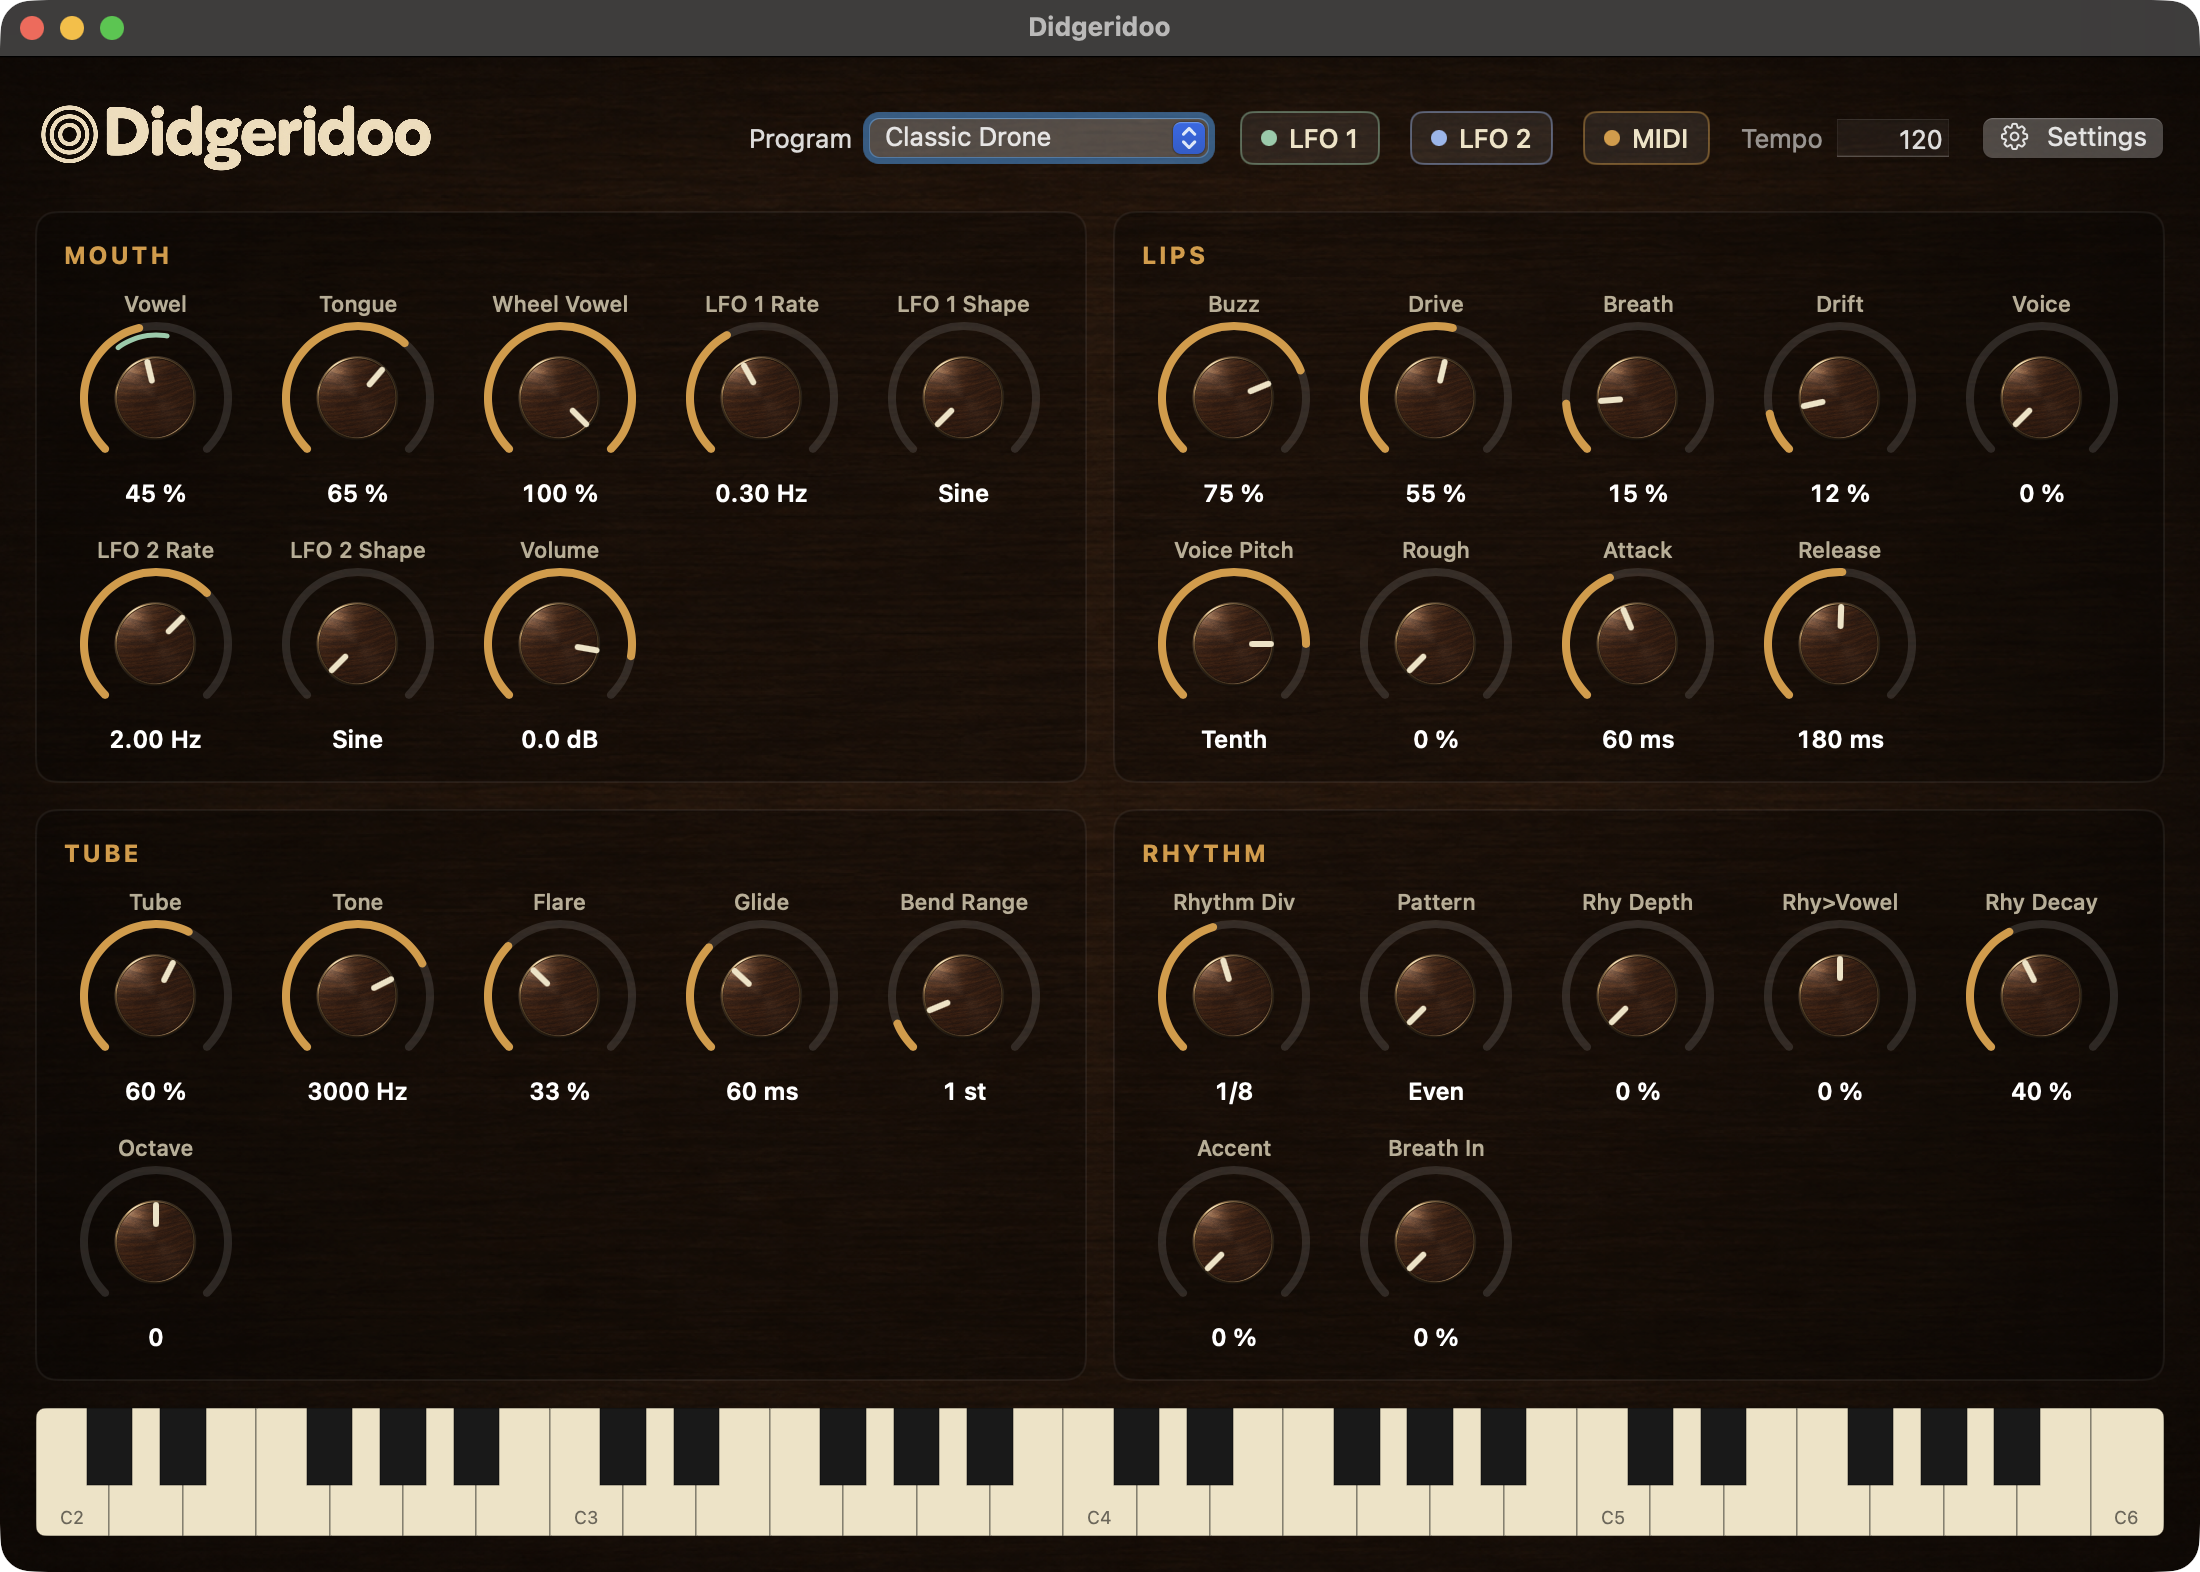 Didgeridoo
Didgeridoo
Program Classic Drone LFO 1 LFO 2 MIDI Tempo 120 Settings
MOUTH
Vowel Tongue Wheel Vowel LFO 1 Rate LFO 1 Shape
45 % 65 % 100 % 0.30 Hz Sine
LFO 2 Rate LFO 2 Shape Volume
2.00 Hz Sine 0.0 dB
LIPS
Buzz Drive Breath Drift Voice
75 % 55 % 15 % 12 % 0 %
Voice Pitch Rough Attack Release
Tenth 0 % 60 ms 180 ms
TUBE
Tube Tone Flare Glide Bend Range
60 % 3000 Hz 33 % 60 ms 1 st
Octave
0
RHYTHM
Rhythm Div Pattern Rhy Depth Rhy>Vowel Rhy Decay
1/8 Even 0 % 0 % 40 %
Accent Breath In
0 % 0 %
C2 C3 C4 C5 C6